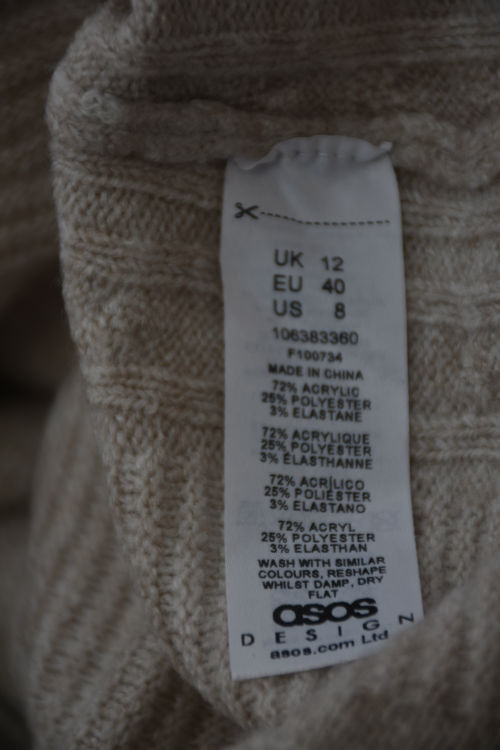 UK 12
EU 40
US 8
106383360
F100734
MADE IN CHINA
72% ACRYLIC
25% POLYESTER
3% ELASTANE
72% ACRYLIQUE
25% POLYESTER
3% ÉLASTHANNE
72% ACRÍLICO
25% POLIÉSTER
3% ELASTANO
72% ACRYL
25% POLYESTER
3% ELASTHAN
WASH WITH SIMILAR
COLOURS, RESHAPE
WHILST DAMP, DRY
FLAT
asos
DESIGN
asos.com Ltd